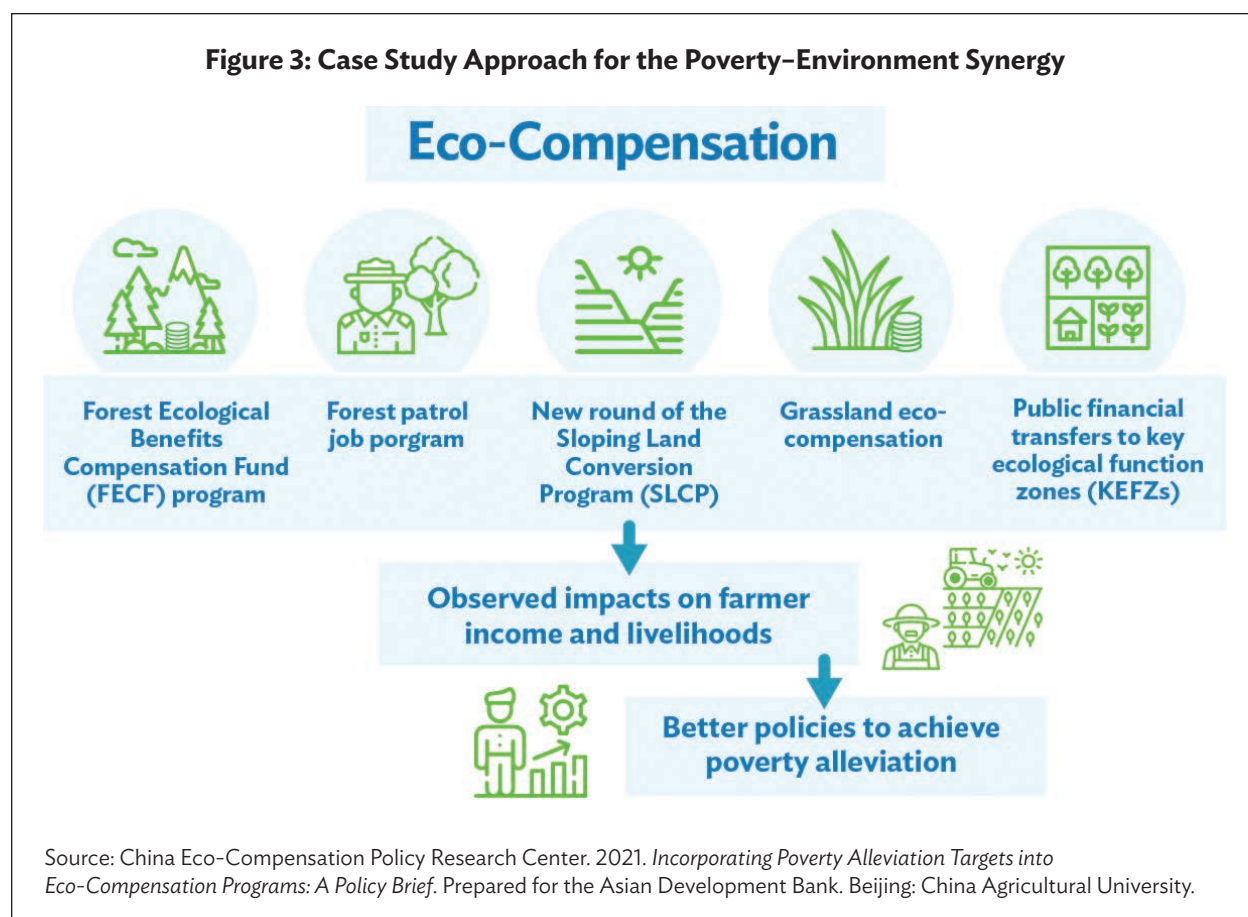 Figure 3: Case Study Approach for the Poverty–Environment Synergy
Eco-Compensation
Forest Ecological
Benefits
Compensation Fund
(FECF) program
Forest patrol
job porgram
New round of the
Sloping Land
Conversion
Program (SLCP)
Grassland eco-
compensation
Public financial
transfers to key
ecological function
zones (KEFZs)
Observed impacts on farmer
income and livelihoods
Better policies to achieve
poverty alleviation
Source: China Eco-Compensation Policy Research Center. 2021. Incorporating Poverty Alleviation Targets into
Eco-Compensation Programs: A Policy Brief. Prepared for the Asian Development Bank. Beijing: China Agricultural University.